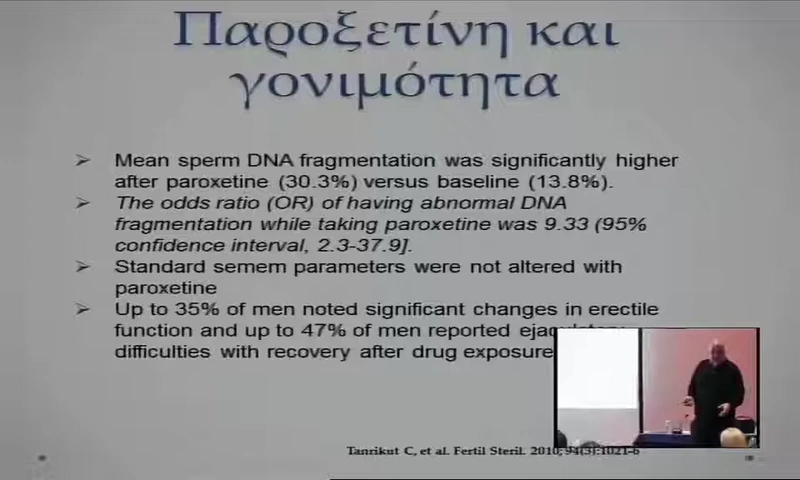 Παροξετίνη και
γονιμότητα
➢ Mean sperm DNA fragmentation was significantly higher
after paroxetine (30.3%) versus baseline (13.8%).
➢ The odds ratio (OR) of having abnormal DNA
fragmentation while taking paroxetine was 9.33 (95%
confidence interval, 2.3-37.9].
➢ Standard semem parameters were not altered with
paroxetine
➢ Up to 35% of men noted significant changes in erectile
function and up to 47% of men reported
difficulties with recovery after drug exposure
Tanrikut C, et al. Fertil Steril. 2010;94(3):1021-6